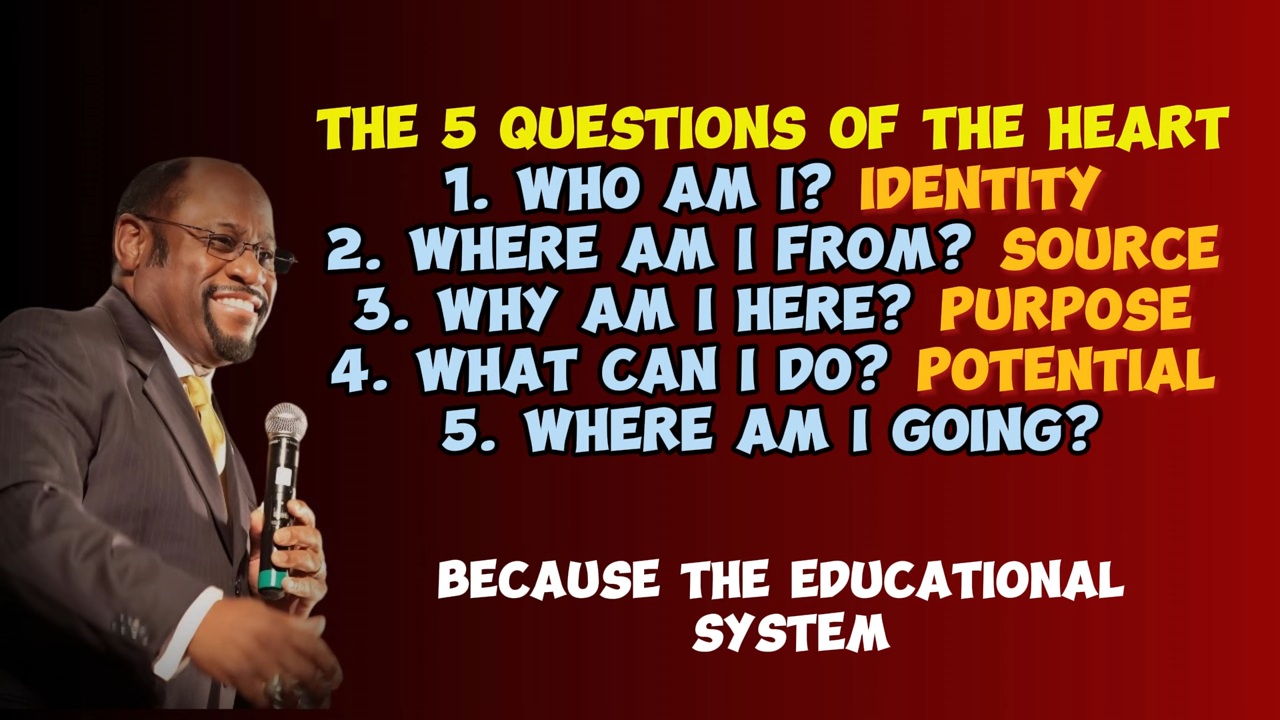 THE 5 QUESTIONS OF THE HEART
1. WHO AM I? IDENTITY
2. WHERE AM I FROM? SOURCE
3. WHY AM I HERE? PURPOSE
4. WHAT CAN I DO? POTENTIAL
5. WHERE AM I GOING?
BECAUSE THE EDUCATIONAL
SYSTEM